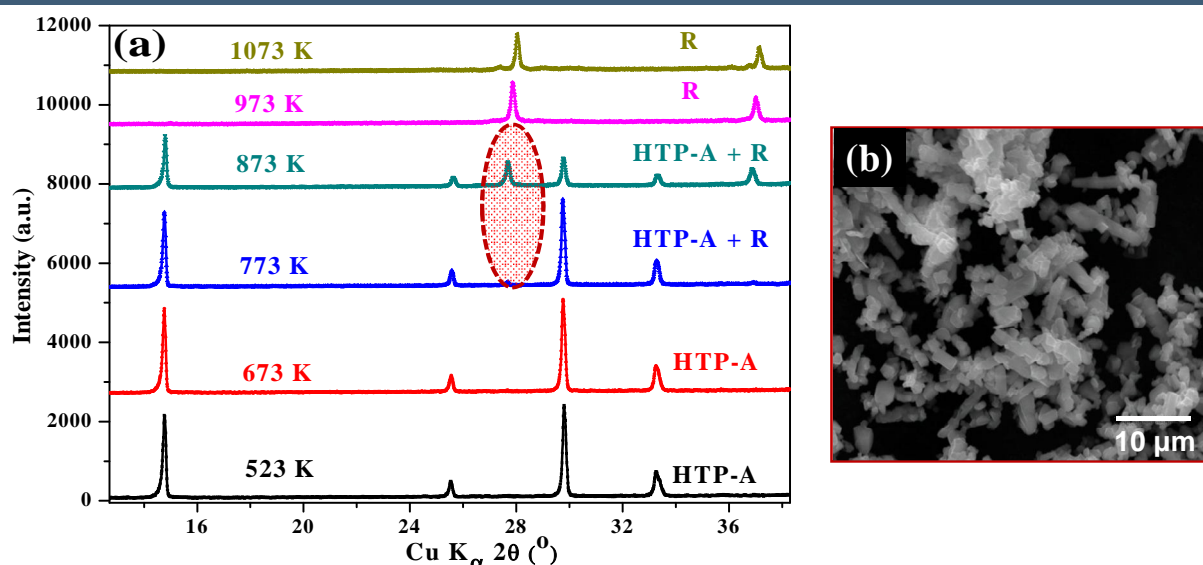 (a)
1073 K
R
973 K
R
873 K
HTP-A + R
773 K
HTP-A + R
673 K
HTP-A
523 K
HTP-A
12000
10000
8000
6000
4000
2000
0
Intensity (a.u.)
16 20 24 28 32 36
Cu Kα 2θ (o)
(b)
10 μm